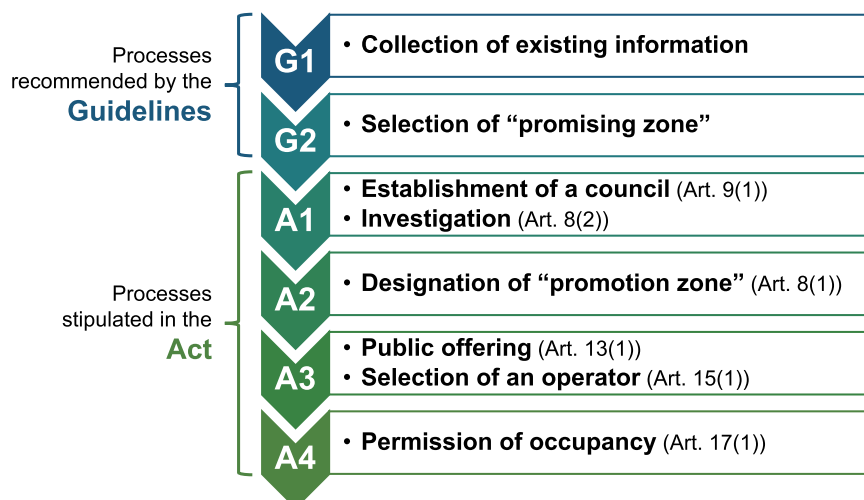 Processes
recommended by the
Guidelines
G1
• Collection of existing information
G2
• Selection of “promising zone”
Processes
stipulated in the
Act
A1
• Establishment of a council (Art. 9(1))
• Investigation (Art. 8(2))
A2
• Designation of “promotion zone” (Art. 8(1))
A3
• Public offering (Art. 13(1))
• Selection of an operator (Art. 15(1))
A4
• Permission of occupancy (Art. 17(1))